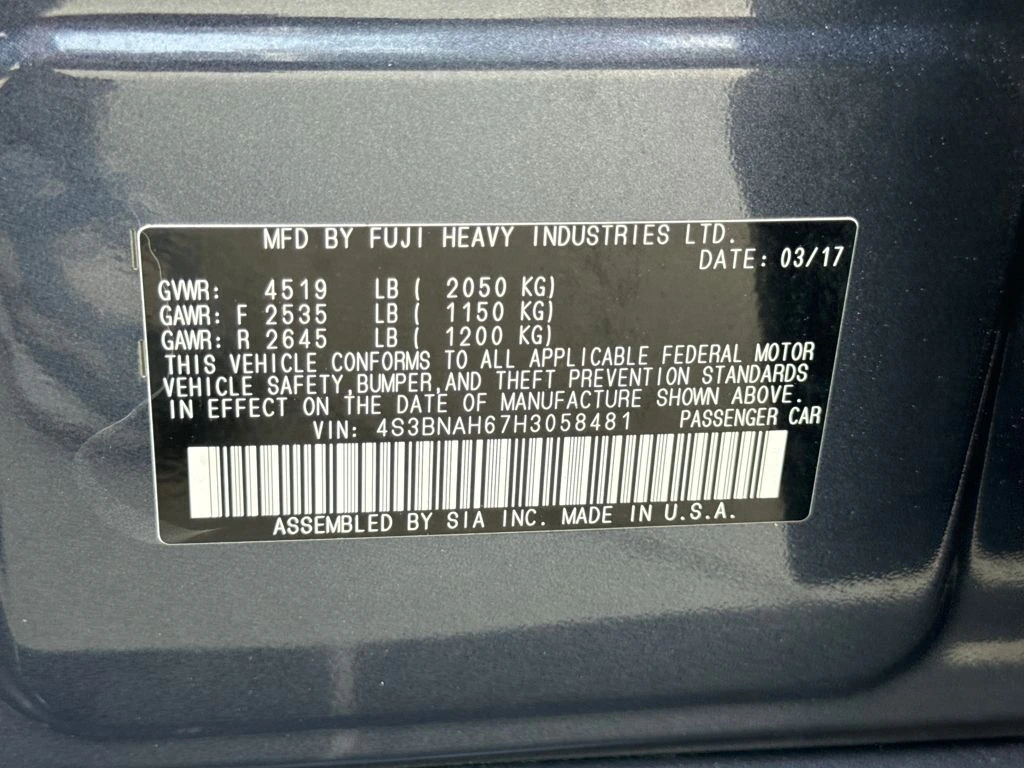 MFD BY FUJI HEAVY INDUSTRIES LTD.
DATE: 03/17
GVWR: 4519 LB ( 2050 KG)
GAWR: F 2535 LB ( 1150 KG)
GAWR: R 2645 LB ( 1200 KG)
THIS VEHICLE CONFORMS TO ALL APPLICABLE FEDERAL MOTOR
VEHICLE SAFETY,BUMPER,AND THEFT PREVENTION STANDARDS
IN EFFECT ON THE DATE OF MANUFACTURE SHOWN ABOVE.
VIN: 4S3BNAH67H3058481 PASSENGER CAR
ASSEMBLED BY SIA INC. MADE IN U.S.A.